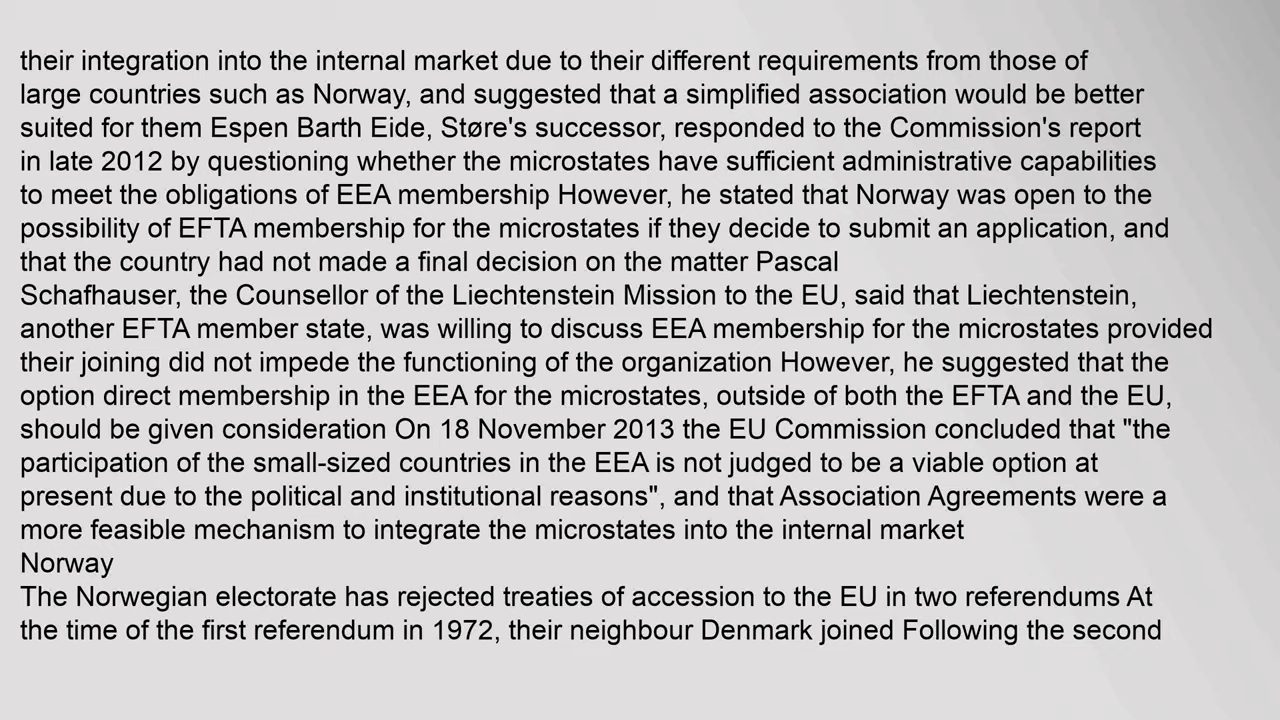 their integration into the internal market due to their different requirements from those of
large countries such as Norway, and suggested that a simplified association would be better
suited for them Espen Barth Eide, Støre's successor, responded to the Commission's report
in late 2012 by questioning whether the microstates have sufficient administrative capabilities
to meet the obligations of EEA membership However, he stated that Norway was open to the
possibility of EFTA membership for the microstates if they decide to submit an application, and
that the country had not made a final decision on the matter Pascal
Schafhauser, the Counsellor of the Liechtenstein Mission to the EU, said that Liechtenstein,
another EFTA member state, was willing to discuss EEA membership for the microstates provided
their joining did not impede the functioning of the organization However, he suggested that the
option direct membership in the EEA for the microstates, outside of both the EFTA and the EU,
should be given consideration On 18 November 2013 the EU Commission concluded that "the
participation of the small-sized countries in the EEA is not judged to be a viable option at
present due to the political and institutional reasons", and that Association Agreements were a
more feasible mechanism to integrate the microstates into the internal market
Norway
The Norwegian electorate has rejected treaties of accession to the EU in two referendums At
the time of the first referendum in 1972, their neighbour Denmark joined Following the second